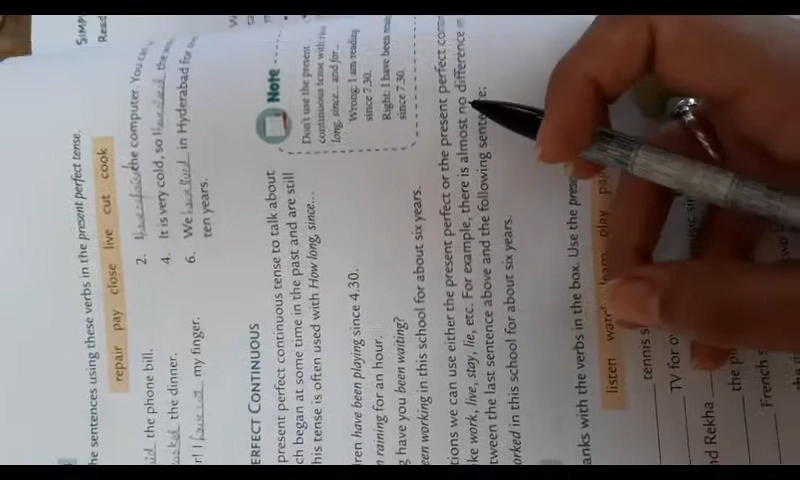 SIMP
Read
he sentences using these verbs in the present perfect tense.
repair pay close live cut cook
the phone bill.
2. I the computer. You can
the dinner.
4. It is very cold, so the
r! I have cut my finger.
6. We have lived in Hyderabad for
ten years.
ERFECT CONTINUOUS
present perfect continuous tense to talk about
ch began at some time in the past and are still
his tense is often used with How long, since...
Note
Don't use the present
continuous tense with
long, since... and for...
Wrong: I am reading
since 7.30.
Right: I have been
since 7.30.
ren have been playing since 4.30.
raining for an hour.
g have you been waiting?
een working in this school for about six years.
tions we can use either the present perfect or the present perfect
ke work, live, stay, lie, etc. For example, there is almost no difference
tween the last sentence above and the following
orked in this school for about six years.
anks with the verbs in the box. Use the
listen play
tennis
TV for
nd Rekha
the
French